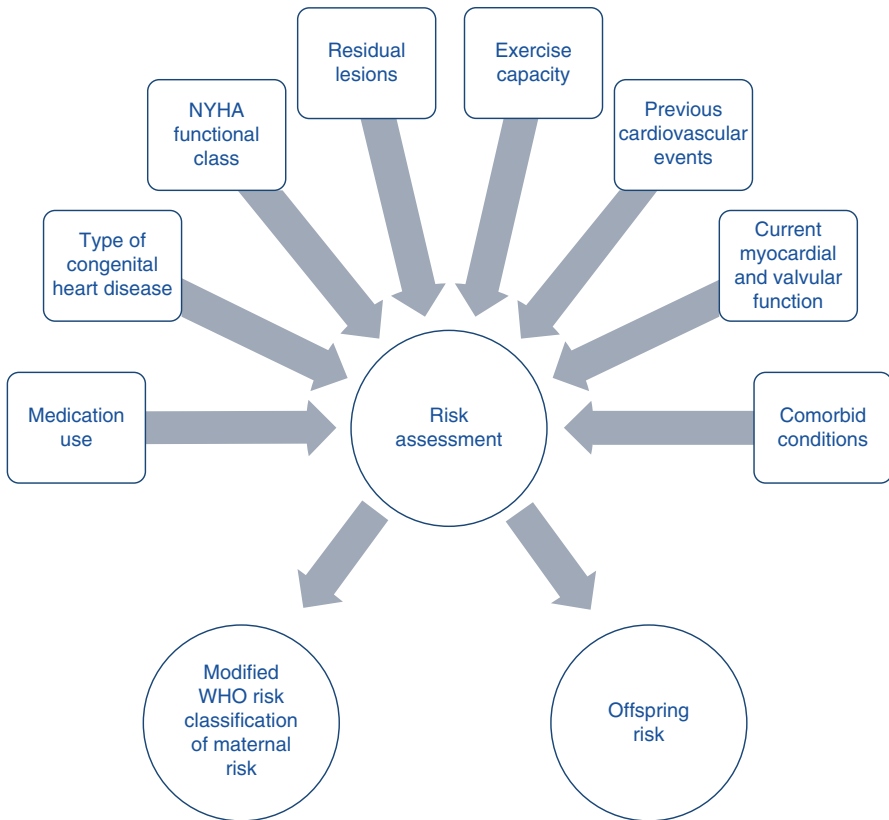 Residual
lesions
Exercise
capacity
NYHA
functional
class
Previous
cardiovascular
events
Type of
congenital
heart disease
Current
myocardial
and valvular
function
Medication
use
Risk
assessment
Comorbid
conditions
Modified
WHO risk
classification
of maternal
risk
Offspring
risk